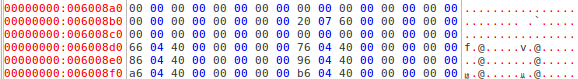 00000000:006008a0 00 00 00 00 00 00 00 00 00 00 00 00 00 00 00 00 ................
00000000:006008b0 00 00 00 00 00 00 00 00 20 07 60 00 00 00 00 00 ........ .`.....
00000000:006008c0 00 00 00 00 00 00 00 00 00 00 00 00 00 00 00 00 ................
00000000:006008d0 66 04 40 00 00 00 00 00 76 04 40 00 00 00 00 00 f.@.....v.@.....
00000000:006008e0 86 04 40 00 00 00 00 00 96 04 40 00 00 00 00 00 ..@.......@.....
00000000:006008f0 a6 04 40 00 00 00 00 00 b6 04 40 00 00 00 00 00 .@.......@.....